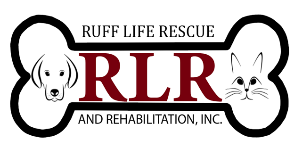 RUFF LIFE RESCUE
RLR
AND REHABILITATION, INC.